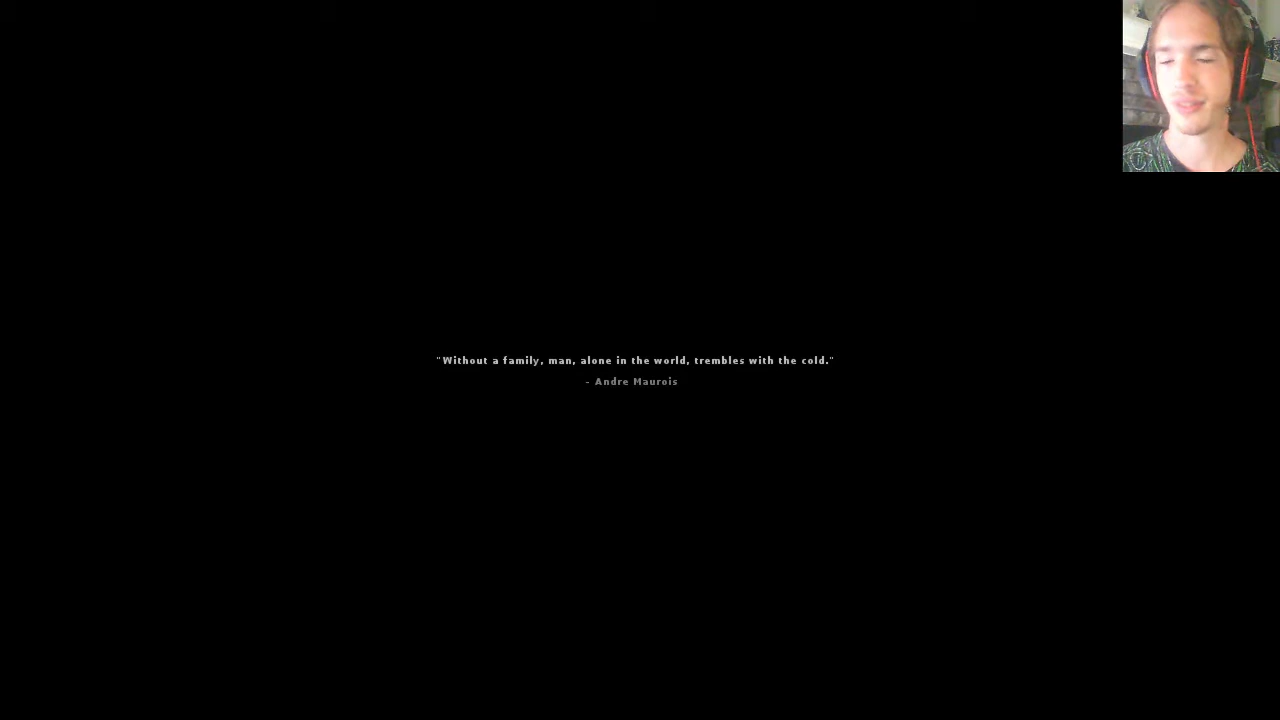 "Without a family, man, alone in the world, trembles with the cold."
- Andre Maurois